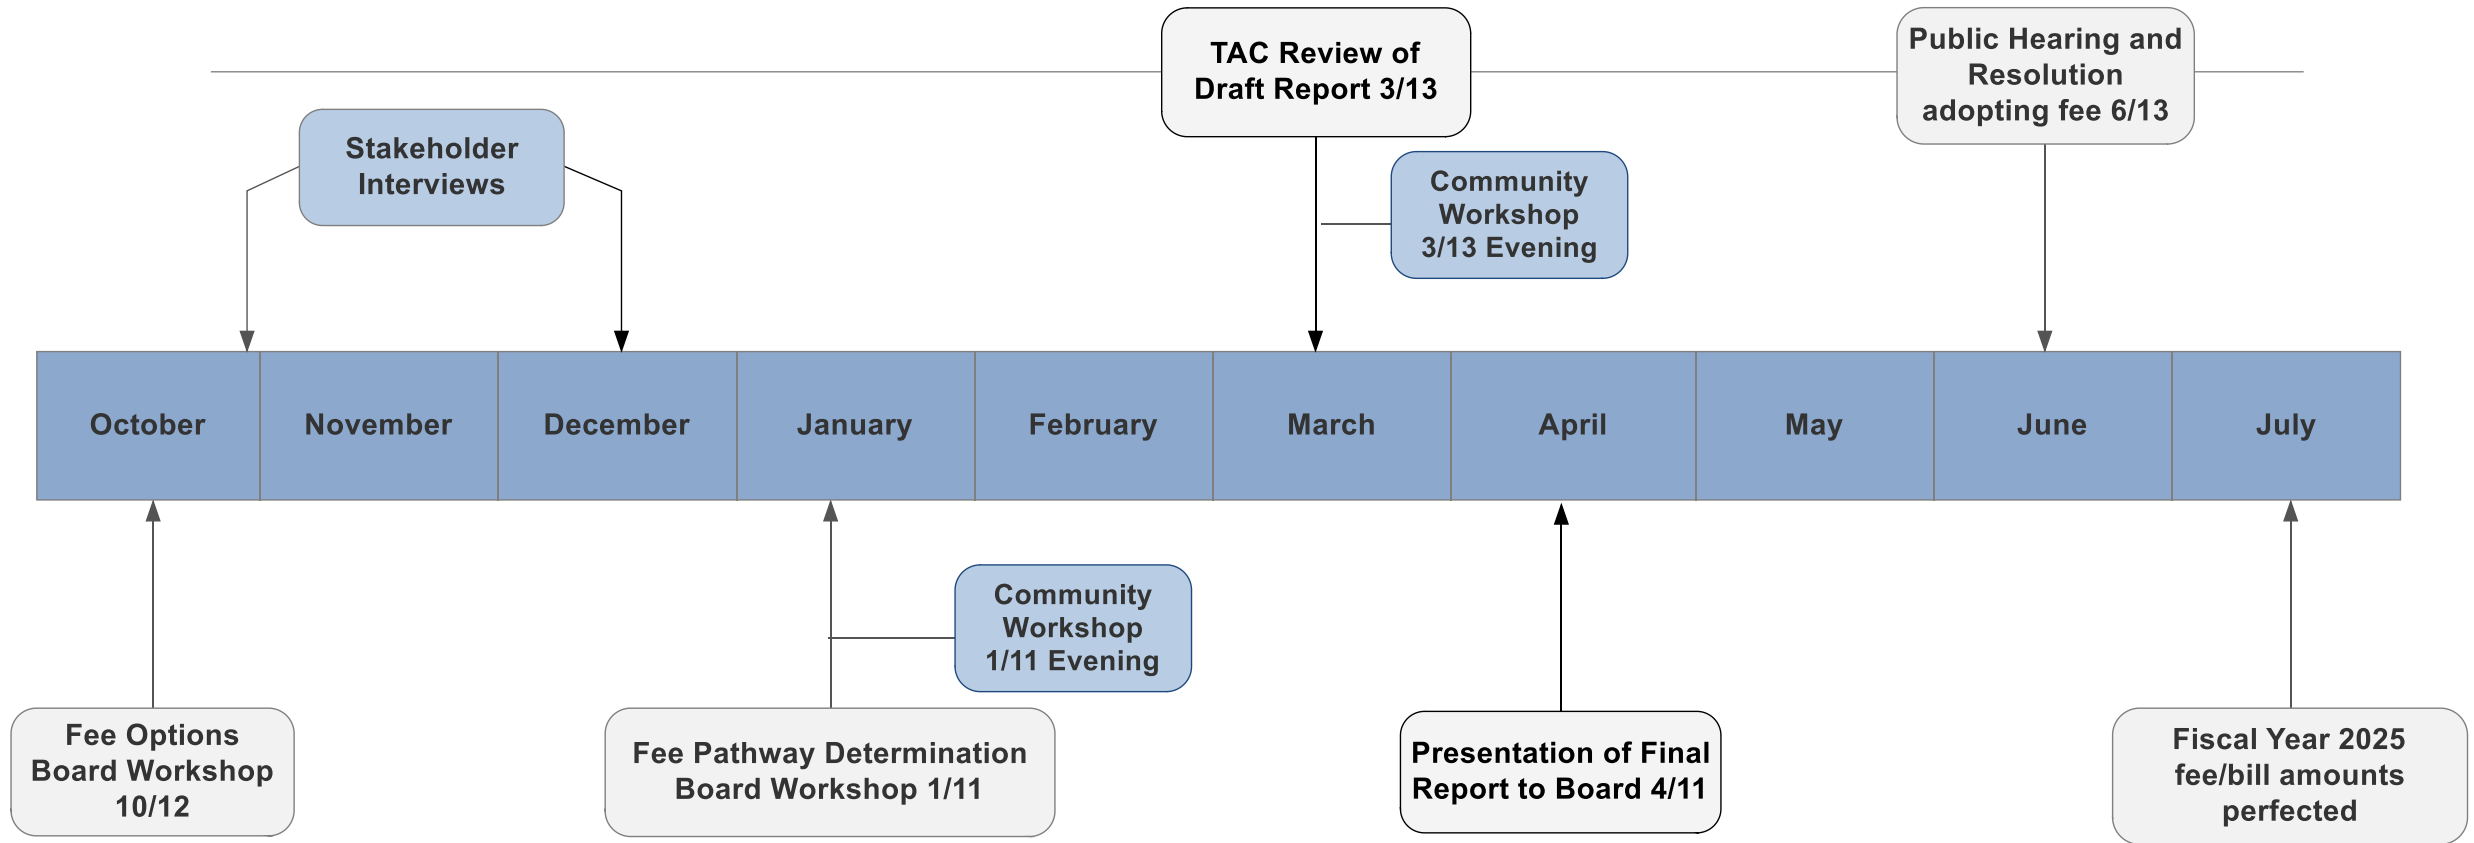 TAC Review of
Draft Report 3/13
Public Hearing and
Resolution
adopting fee 6/13
Stakeholder
Interviews
Community
Workshop
3/13 Evening
October
November
December
January
February
March
April
May
June
July
Community
Workshop
1/11 Evening
Fee Options
Board Workshop
10/12
Fee Pathway Determination
Board Workshop 1/11
Presentation of Final
Report to Board 4/11
Fiscal Year 2025
fee/bill amounts
perfected